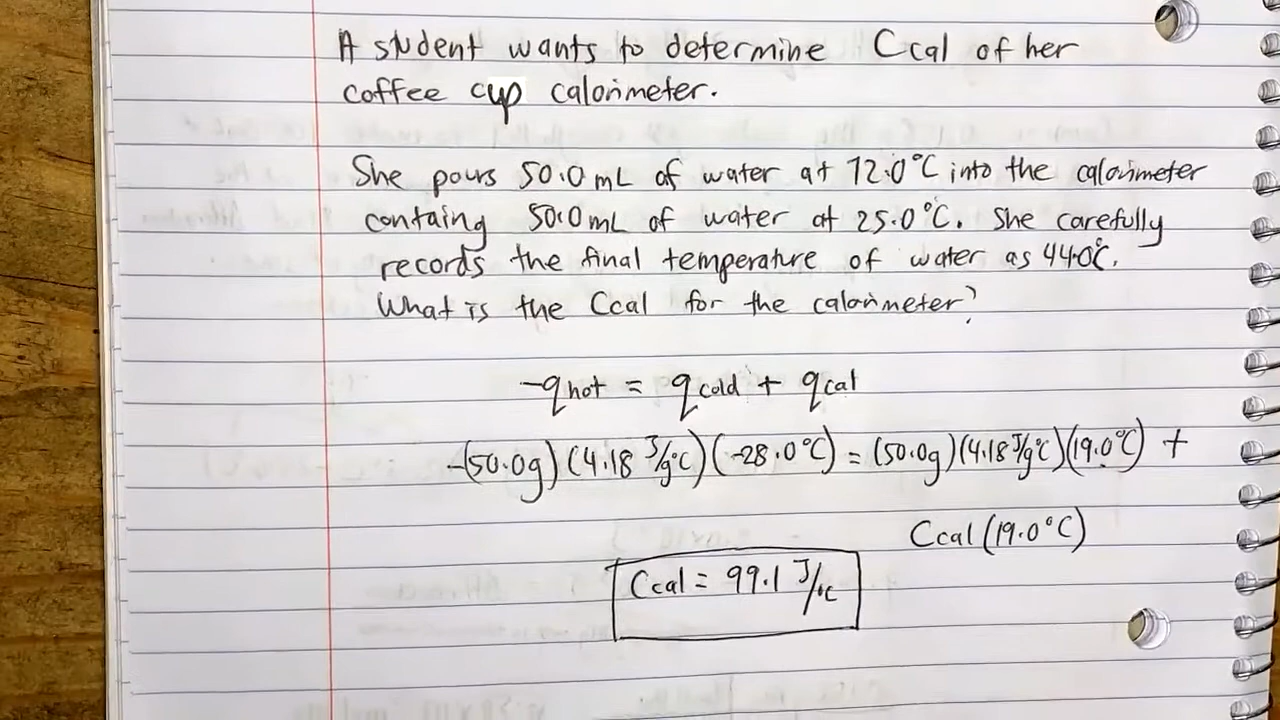 A student wants to determine Ccal of her
coffee cup calorimeter.
She pours 50.0 mL of water at 72.0°C into the calorimeter
containg 50.0 mL of water at 25.0°C. She carefully
records the final temperature of water as 44.0°C.
What is the Ccal for the calorimeter?
-qhot = qcold + qcal
-(50.0g)(4.18 J/g°C)(-28.0°C) = (50.0g)(4.18 J/g°C)(19.0°C) +
Ccal(19.0°C)
Ccal = 99.1 J/°C